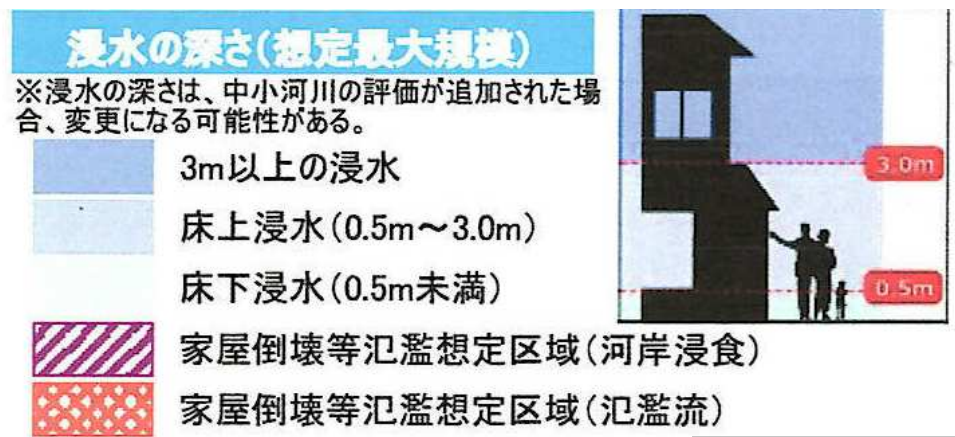 浸水の深さ(想定最大規模)
※浸水の深さは、中小河川の評価が追加された場
合、変更になる可能性がある。
3m以上の浸水
床上浸水(0.5m～3.0m)
床下浸水(0.5m未満)
家屋倒壊等氾濫想定区域(河岸浸食)
家屋倒壊等氾濫想定区域(氾濫流)
3.0m
0.5m